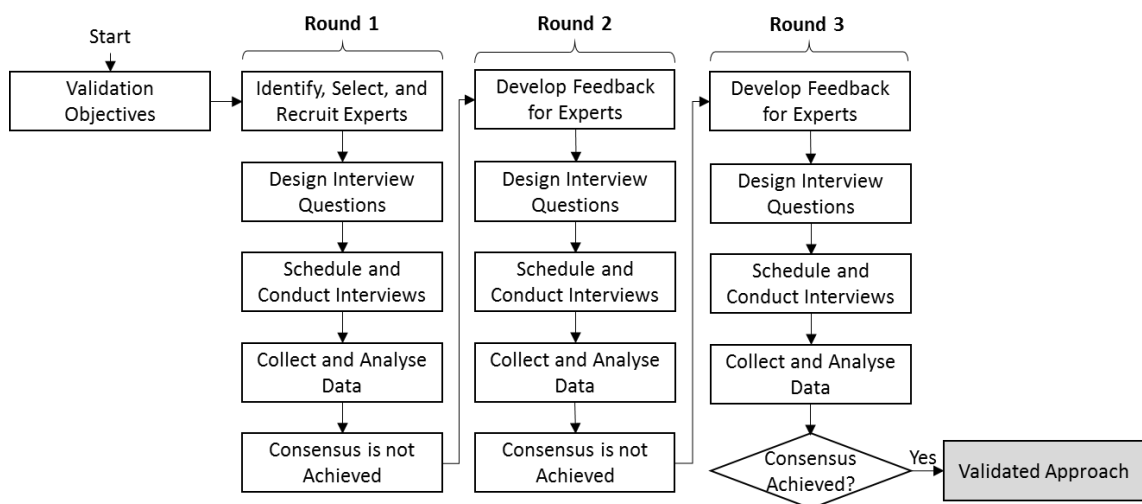 Start
Validation
Objectives
Round 1
Identify, Select, and
Recruit Experts
Design Interview
Questions
Schedule and
Conduct Interviews
Collect and Analyse
Data
Consensus is not
Achieved
Round 2
Develop Feedback
for Experts
Design Interview
Questions
Schedule and
Conduct Interviews
Collect and Analyse
Data
Consensus is not
Achieved
Round 3
Develop Feedback
for Experts
Design Interview
Questions
Schedule and
Conduct Interviews
Collect and Analyse
Data
Consensus
Achieved?
Yes
Validated Approach